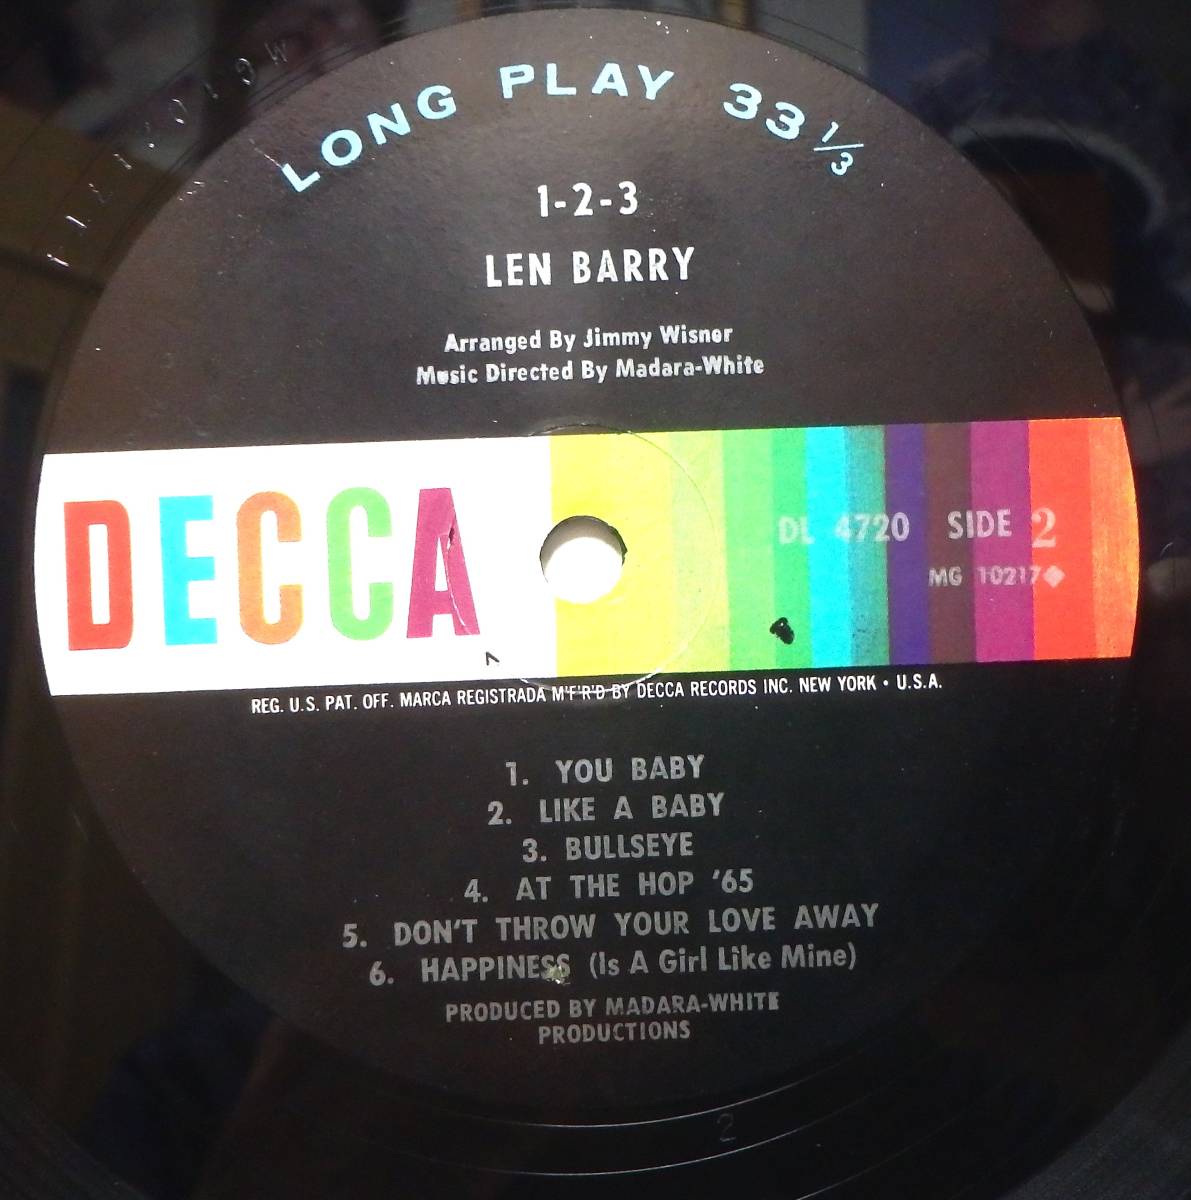 LONG PLAY 33 1/3
1-2-3
LEN BARRY
Arranged By Jimmy Wisner
Music Directed By Madara-White
DECCA
DL 4720 SIDE 2
MG 10217◆
REG. U.S. PAT. OFF. MARCA REGISTRADA M'F'R'D BY DECCA RECORDS INC. NEW YORK • U.S.A.
1. YOU BABY
2. LIKE A BABY
3. BULLSEYE
4. AT THE HOP '65
5. DON'T THROW YOUR LOVE AWAY
6. HAPPINESS (Is A Girl Like Mine)
PRODUCED BY MADARA-WHITE
PRODUCTIONS
2